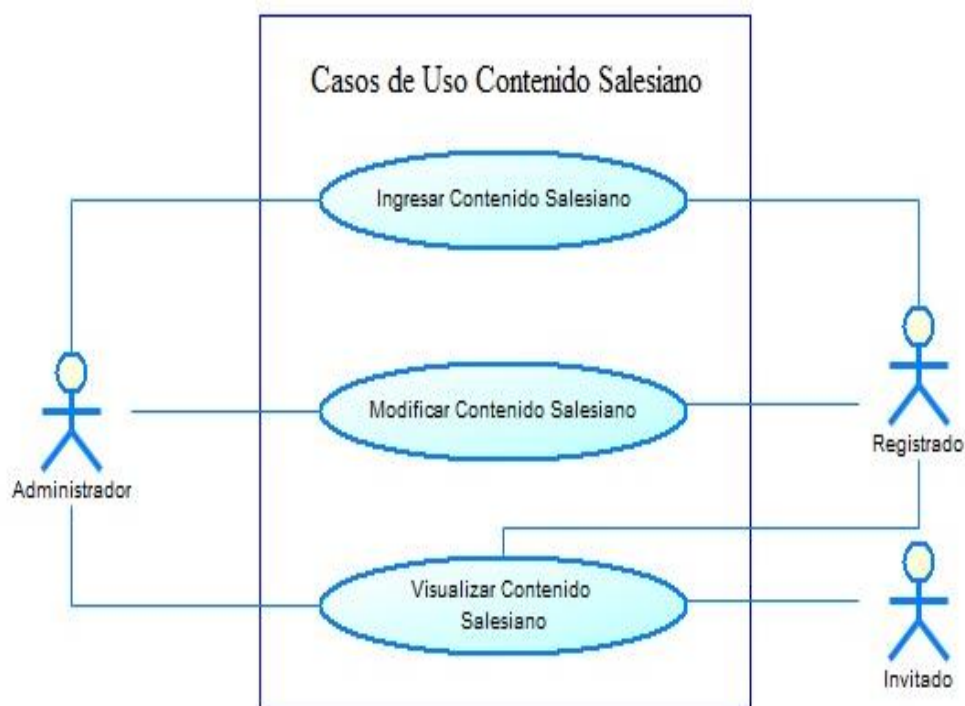 Casos de Uso Contenido Salesiano
Ingresar Contenido Salesiano
Modificar Contenido Salesiano
Registrado
Administrador
Visualizar Contenido
Salesiano
Invitado